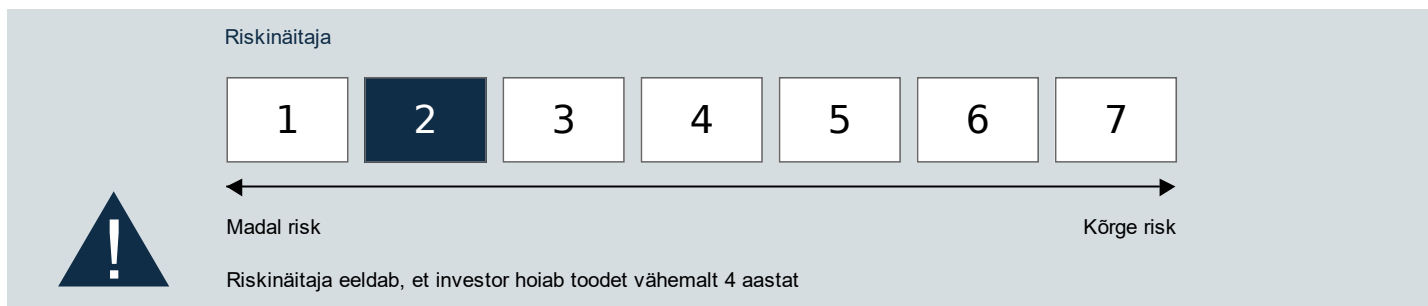 Riskinäitaja
1 2 3 4 5 6 7
Madal risk Kõrge risk
!
Riskinäitaja eeldab, et investor hoiab toodet vähemalt 4 aastat